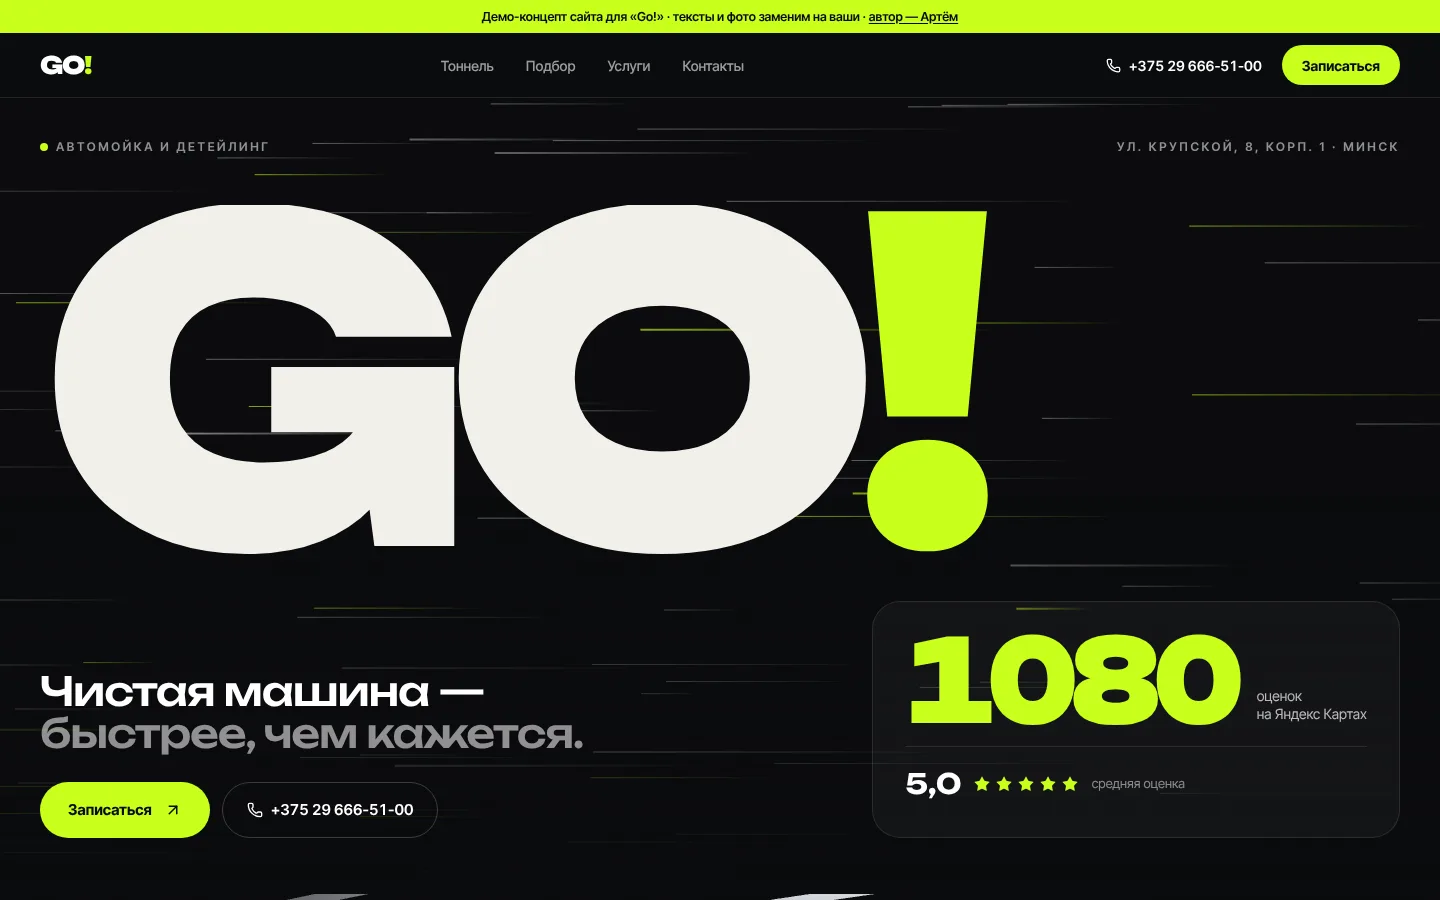 Демо-концепт сайта для «Go!» · тексты и фото заменим на ваши · автор — Артём
GO!
Тоннель
Подбор
Услуги
Контакты
+375 29 666-51-00
Записаться
АВТОМОЙКА И ДЕТЕЙЛИНГ
УЛ. КРУПСКОЙ, 8, КОРП. 1 · МИНСК
GO!
Чистая машина —
быстрее, чем кажется.
Записаться
+375 29 666-51-00
1080
оценок
на Яндекс Картах
5,0
средняя оценка